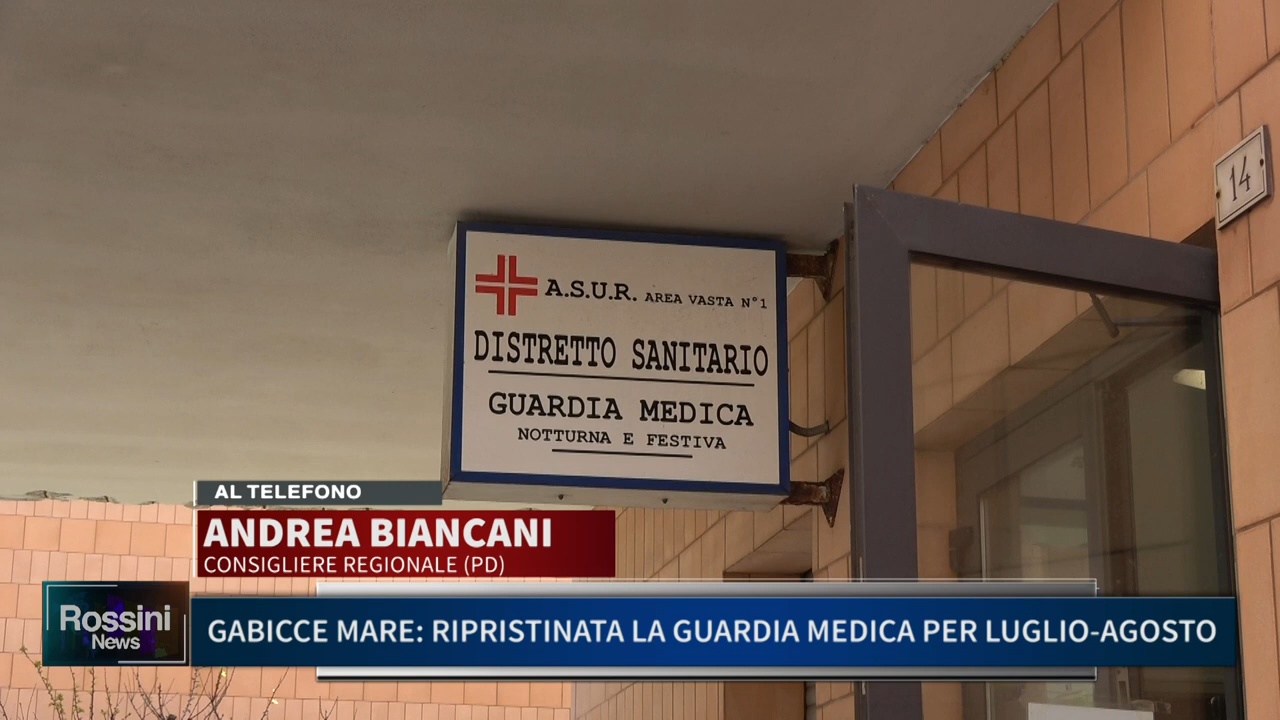 14
A.S.U.R. AREA VASTA N°1
DISTRETTO SANITARIO
GUARDIA MEDICA
NOTTURNA E FESTIVA
AL TELEFONO
ANDREA BIANCANI
CONSIGLIERE REGIONALE (PD)
Rossini
News
GABICCE MARE: RIPRISTINATA LA GUARDIA MEDICA PER LUGLIO-AGOSTO